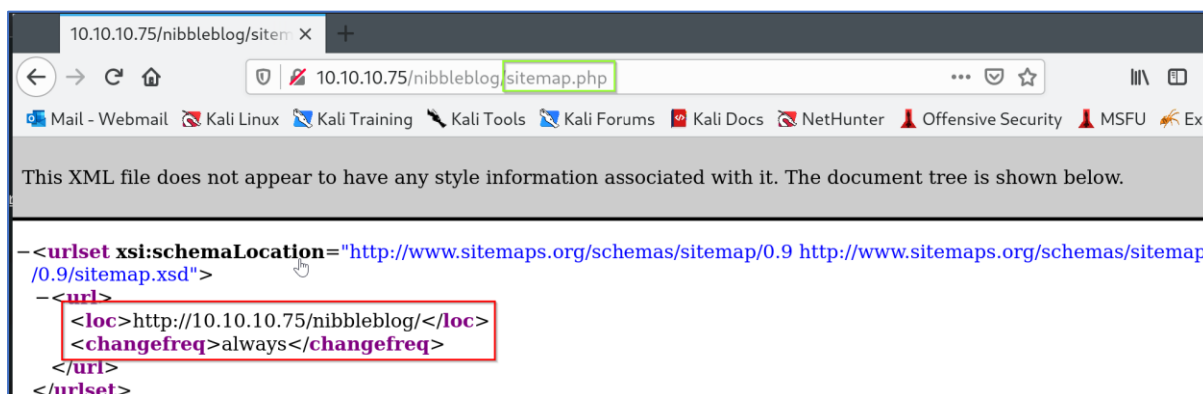 10.10.10.75/nibbleblog/sitem
10.10.10.75/nibbleblog/sitemap.php
Mail - Webmail Kali Linux Kali Training Kali Tools Kali Forums Kali Docs NetHunter Offensive Security MSFU Ex
This XML file does not appear to have any style information associated with it. The document tree is shown below.
−<urlset xsi:schemaLocation="http://www.sitemaps.org/schemas/sitemap/0.9 http://www.sitemaps.org/schemas/sitemap
/0.9/sitemap.xsd">
−<url>
<loc>http://10.10.10.75/nibbleblog/</loc>
<changefreq>always</changefreq>
</url>
</urlset>